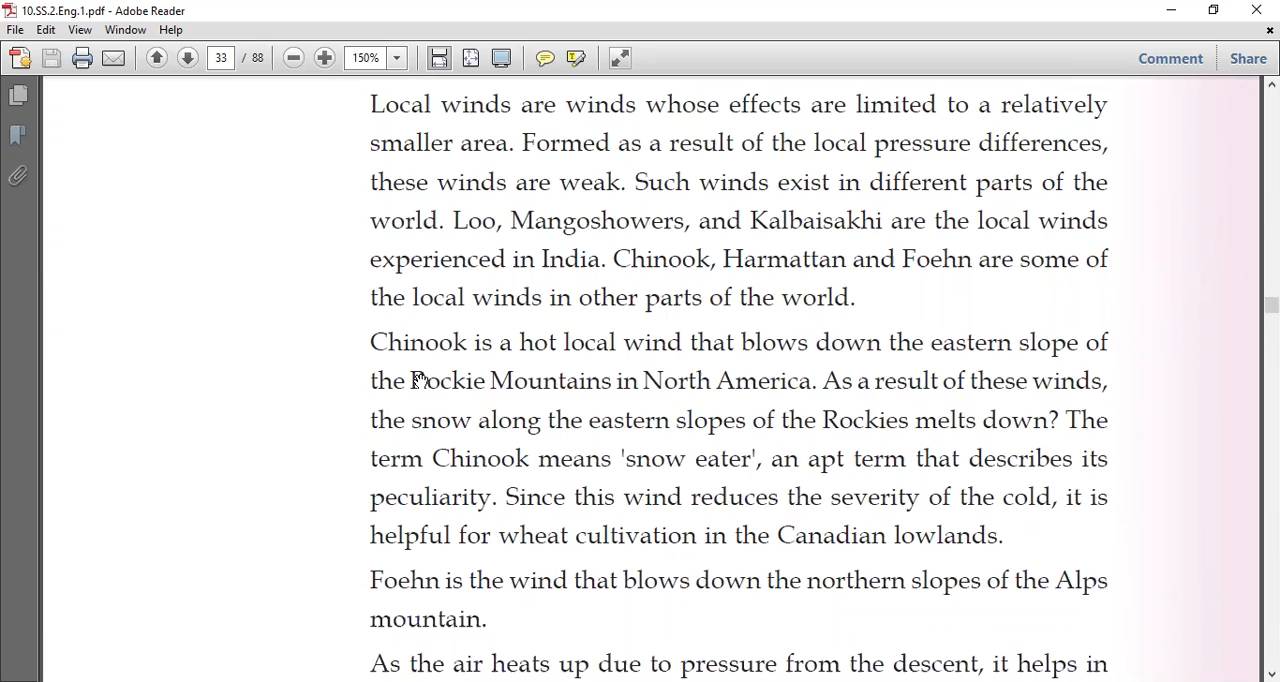 10.SS.2.Eng.1.pdf - Adobe Reader
File Edit View Window Help
33 / 88 150% Comment Share
Local winds are winds whose effects are limited to a relatively
smaller area. Formed as a result of the local pressure differences,
these winds are weak. Such winds exist in different parts of the
world. Loo, Mangoshowers, and Kalbaisakhi are the local winds
experienced in India. Chinook, Harmattan and Foehn are some of
the local winds in other parts of the world.
Chinook is a hot local wind that blows down the eastern slope of
the Rockie Mountains in North America. As a result of these winds,
the snow along the eastern slopes of the Rockies melts down? The
term Chinook means 'snow eater', an apt term that describes its
peculiarity. Since this wind reduces the severity of the cold, it is
helpful for wheat cultivation in the Canadian lowlands.
Foehn is the wind that blows down the northern slopes of the Alps
mountain.
As the air heats up due to pressure from the descent, it helps in